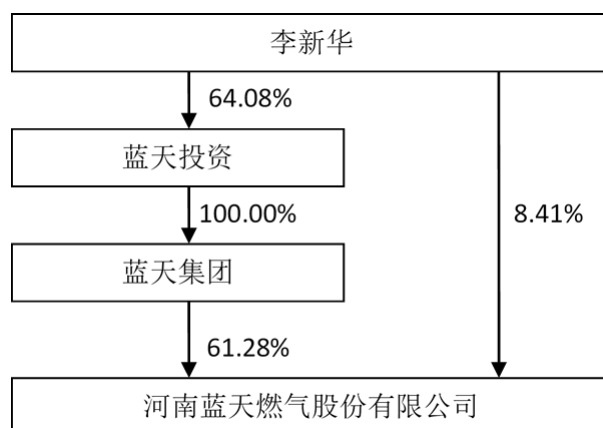 李新华
64.08%
蓝天投资
100.00%
8.41%
蓝天集团
61.28%
河南蓝天燃气股份有限公司